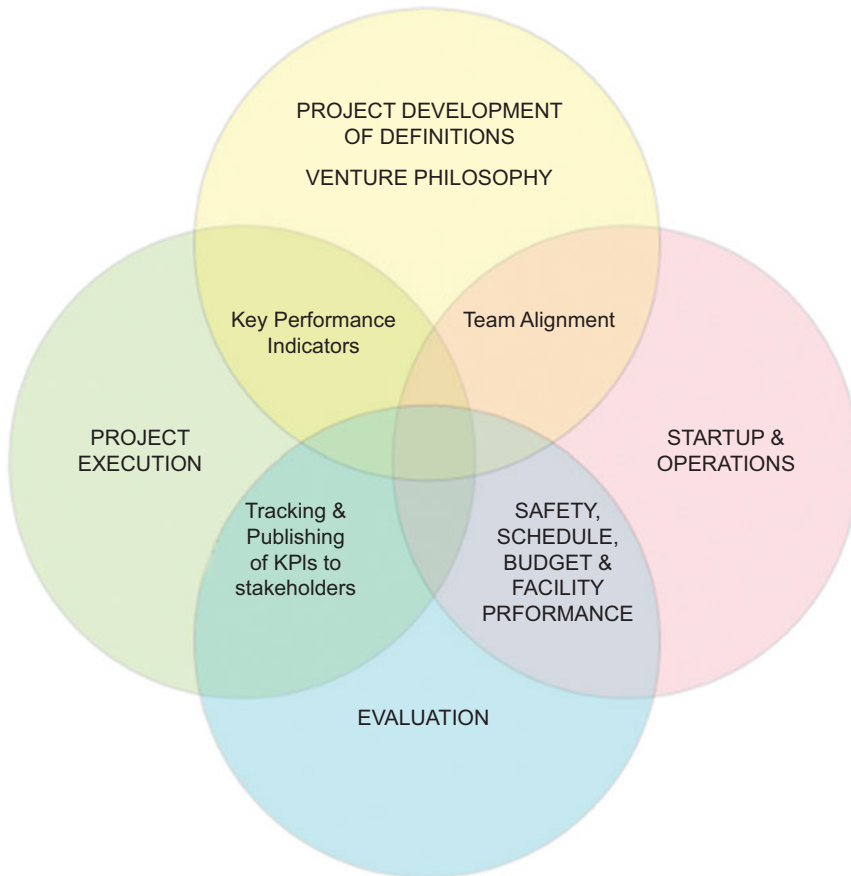 PROJECT DEVELOPMENT
OF DEFINITIONS
VENTURE PHILOSOPHY
Key Performance
Indicators
Team Alignment
PROJECT
EXECUTION
STARTUP &
OPERATIONS
Tracking &
Publishing
of KPIs to
stakeholders
SAFETY,
SCHEDULE,
BUDGET &
FACILITY
PRFORMANCE
EVALUATION